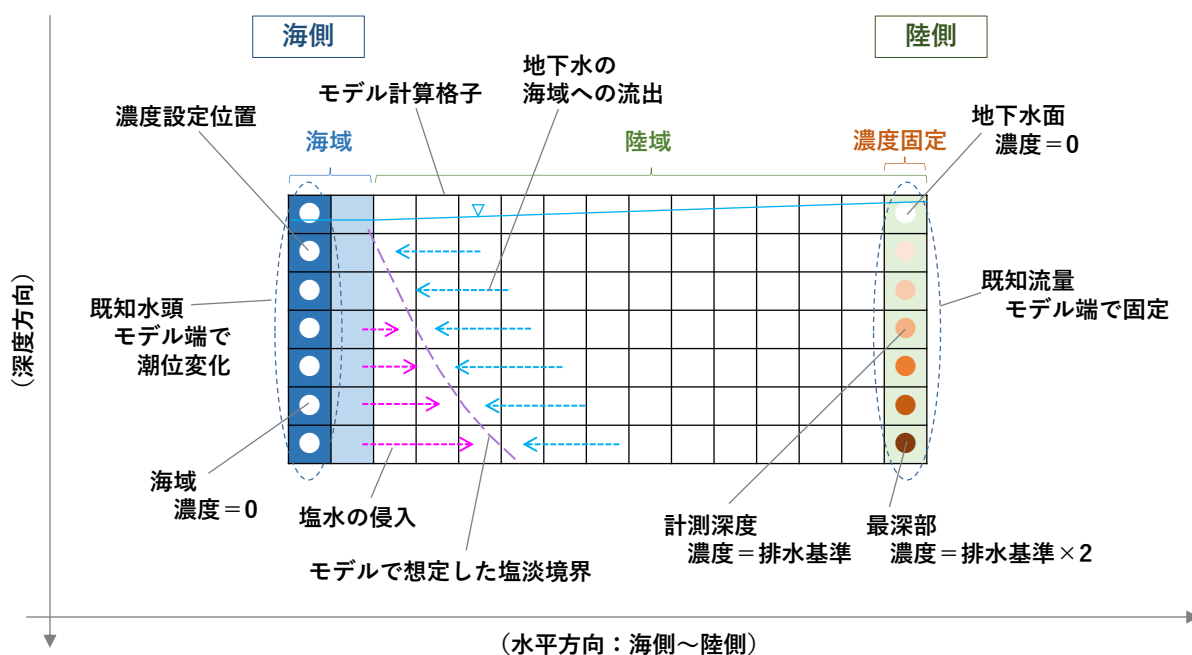 海側
陸側
地下水の
海域への流出
モデル計算格子
濃度設定位置
地下水面
濃度＝0
海域
陸域
濃度固定
既知水頭
モデル端で
潮位変化
既知流量
モデル端で固定
（深度方向）
海域
濃度＝0
塩水の侵入
モデルで想定した塩淡境界
計測深度
濃度＝排水基準
最深部
濃度＝排水基準×2
（水平方向：海側～陸側）